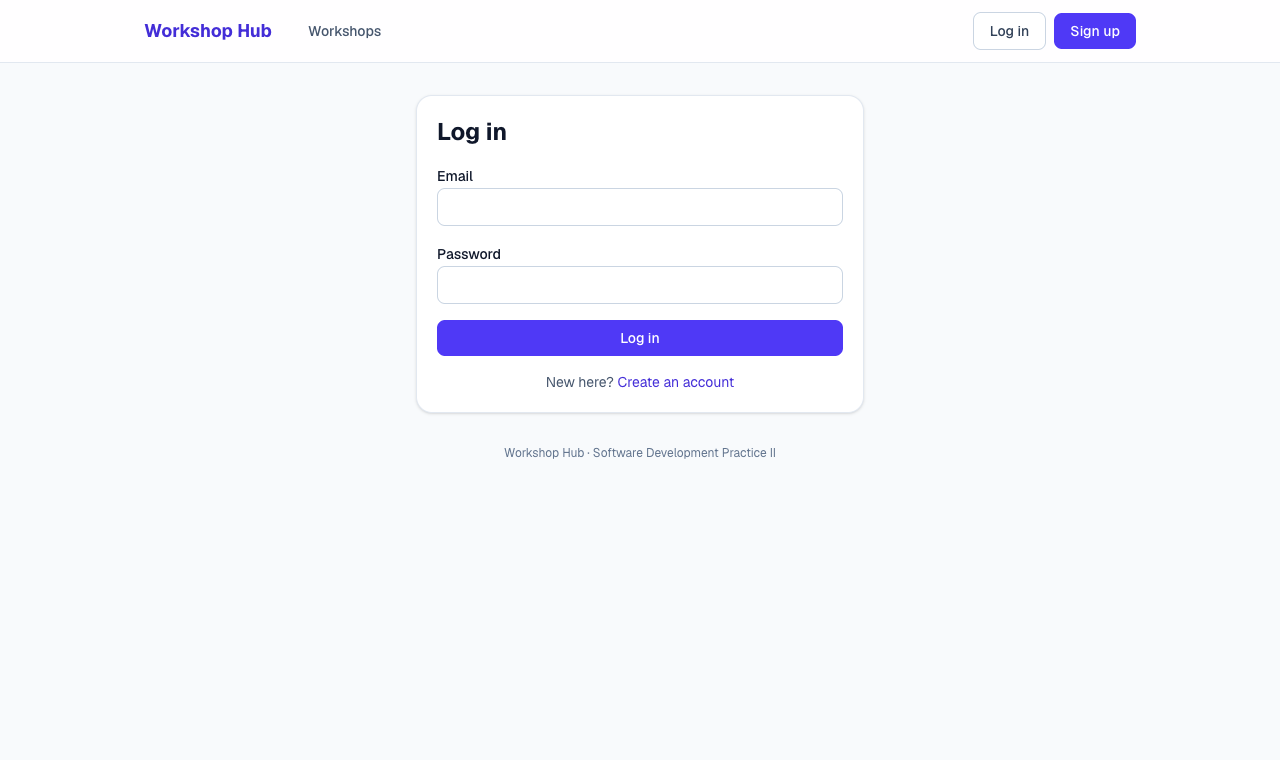 Workshop Hub
Workshops
Log in
Sign up
Log in
Email
Password
Log in
New here? Create an account
Workshop Hub · Software Development Practice II